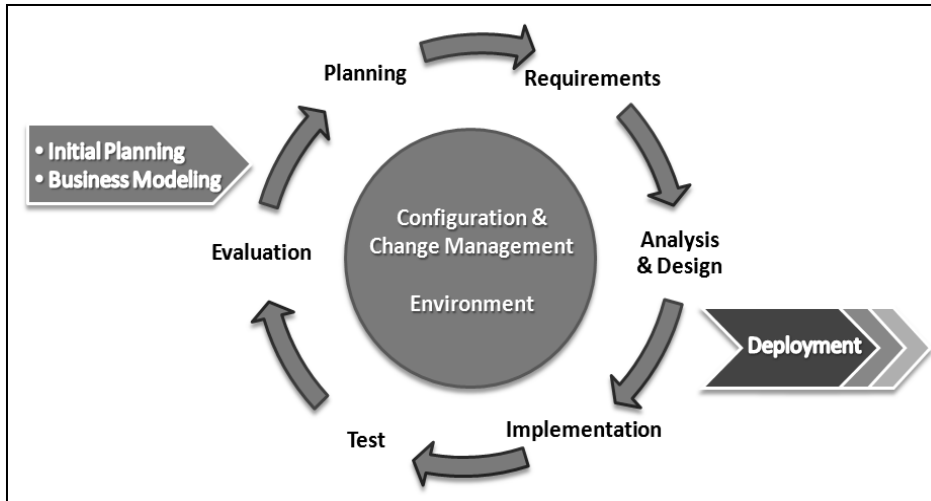 Planning
Requirements
• Initial Planning
• Business Modeling
Configuration &
Change Management
Environment
Evaluation
Analysis
& Design
Deployment
Implementation
Test